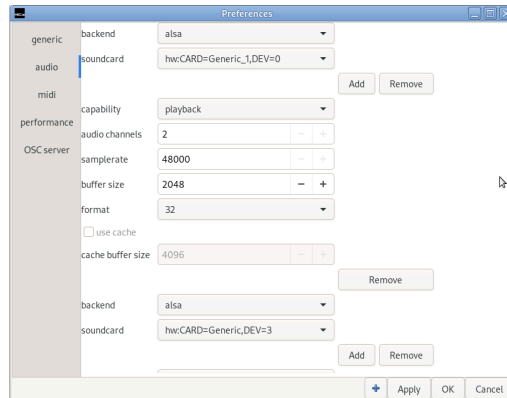 Preferences
generic
audio
midi
performance
OSC server
backend alsa
soundcard hw:CARD=Generic_1,DEV=0
Add Remove
capability playback
audio channels 2 − +
samplerate 48000 − +
buffer size 2048 − +
format 32
use cache
cache buffer size 4096 − +
Remove
backend alsa
soundcard hw:CARD=Generic,DEV=3
Add Remove
+ Apply OK Cancel